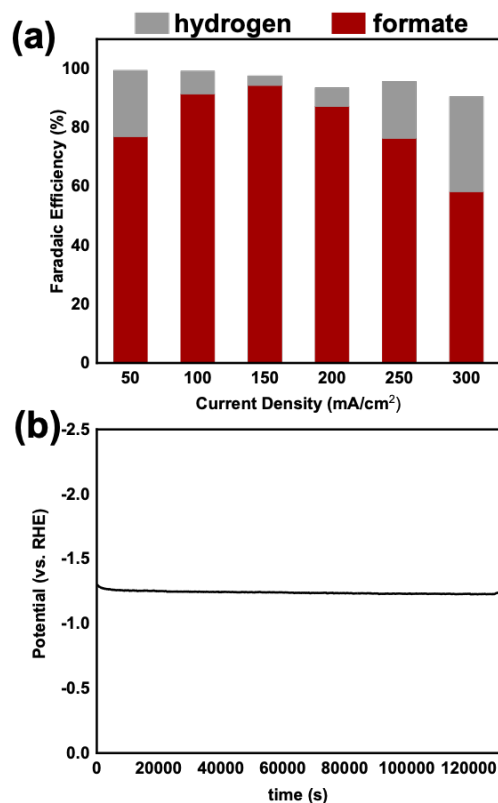 (a) hydrogen formate
Faradaic Efficiency (%)
100
80
60
40
20
0
50 100 150 200 250 300
Current Density (mA/cm²)
(b)
Potential (vs. RHE)
-2.5
-2.0
-1.5
-1.0
-0.5
0.0
0 20000 40000 60000 80000 100000 120000
time (s)